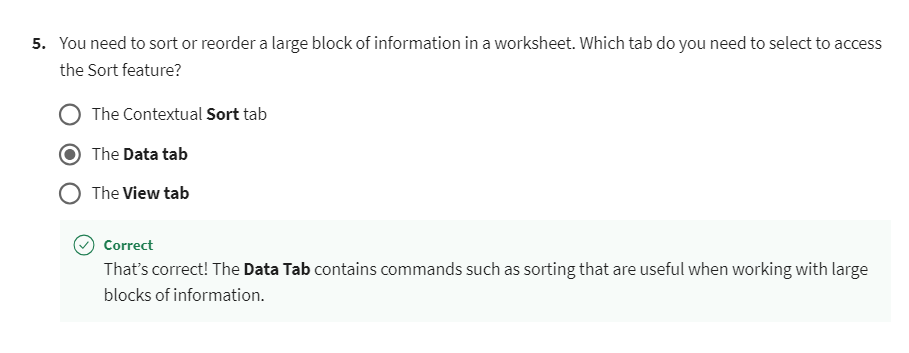 5. You need to sort or reorder a large block of information in a worksheet. Which tab do you need to select to access
the Sort feature?
The Contextual Sort tab
The Data tab
The View tab
Correct
That's correct! The Data Tab contains commands such as sorting that are useful when working with large
blocks of information.